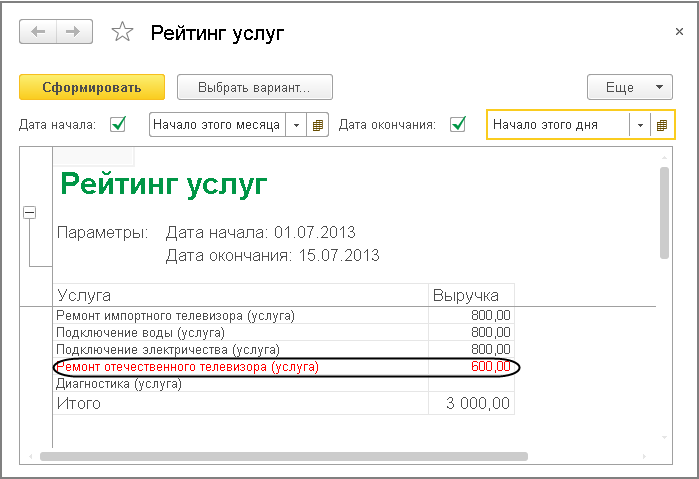 Рейтинг услуг
Сформировать Выбрать вариант... Еще
Дата начала: Начало этого месяца Дата окончания: Начало этого дня
Рейтинг услуг
Параметры: Дата начала: 01.07.2013
Дата окончания: 15.07.2013
Услуга Выручка
Ремонт импортного телевизора (услуга) 800,00
Подключение воды (услуга) 800,00
Подключение электричества (услуга) 800,00
Ремонт отечественного телевизора (услуга) 600,00
Диагностика (услуга)
Итого 3 000,00